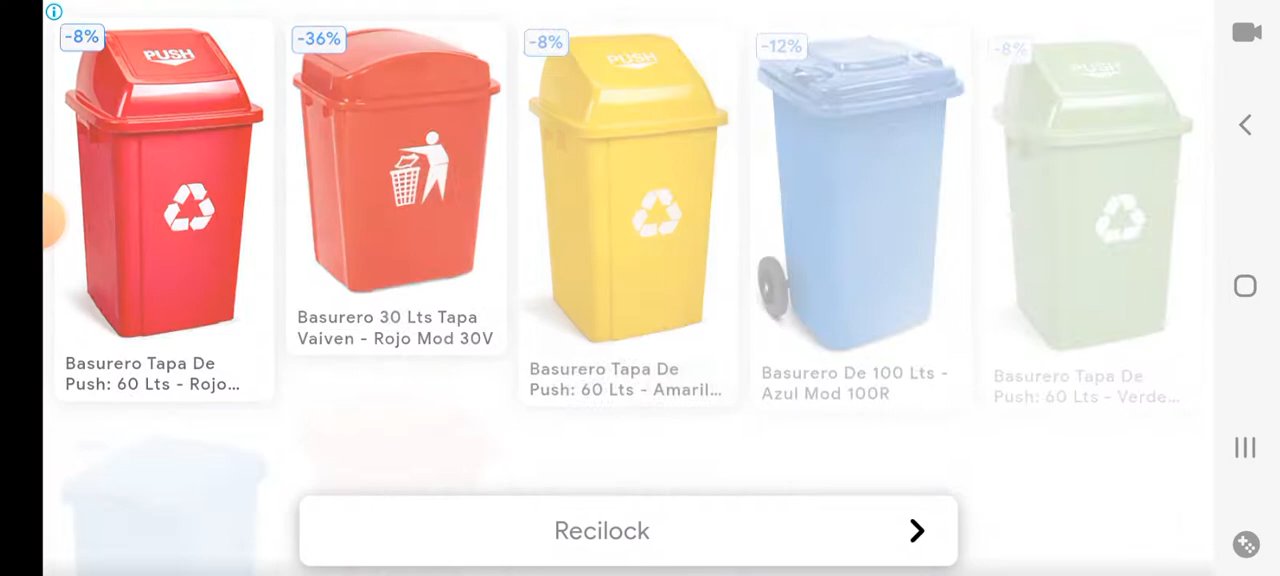 -8%
PUSH
Basurero Tapa De
Push: 60 Lts - Rojo...
-36%
Basurero 30 Lts Tapa
Vaiven - Rojo Mod 30V
-8%
PUSH
Basurero Tapa De
Push: 60 Lts - Amaril...
-12%
Basurero De 100 Lts -
Azul Mod 100R
-8%
PUSH
Basurero Tapa De
Push: 60 Lts - Verde...
Recilock